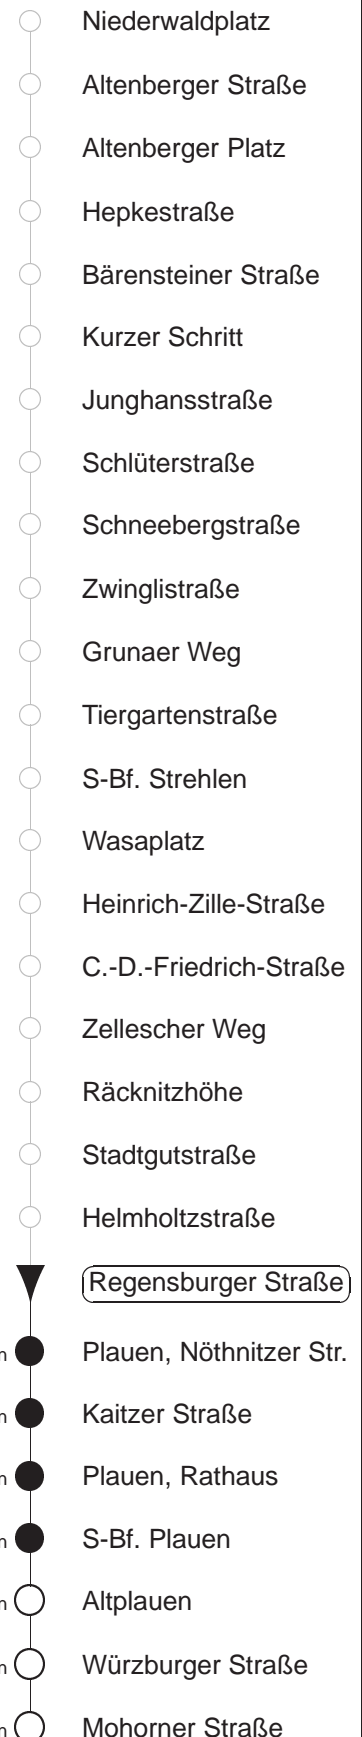 Niederwaldplatz
Altenberger Straße
Altenberger Platz
Hepkestraße
Bärensteiner Straße
Kurzer Schritt
Junghansstraße
Schlüterstraße
Schneebergstraße
Zwinglistraße
Grunaer Weg
Tiergartenstraße
S-Bf. Strehlen
Wasaplatz
Heinrich-Zille-Straße
C.-D.-Friedrich-Straße
Zellescher Weg
Räcknitzhöhe
Stadtgutstraße
Helmholtzstraße
Regensburger Straße
Plauen, Nöthnitzer Str.
Kaitzer Straße
Plauen, Rathaus
S-Bf. Plauen
Altplauen
Würzburger Straße
Mohorner Straße